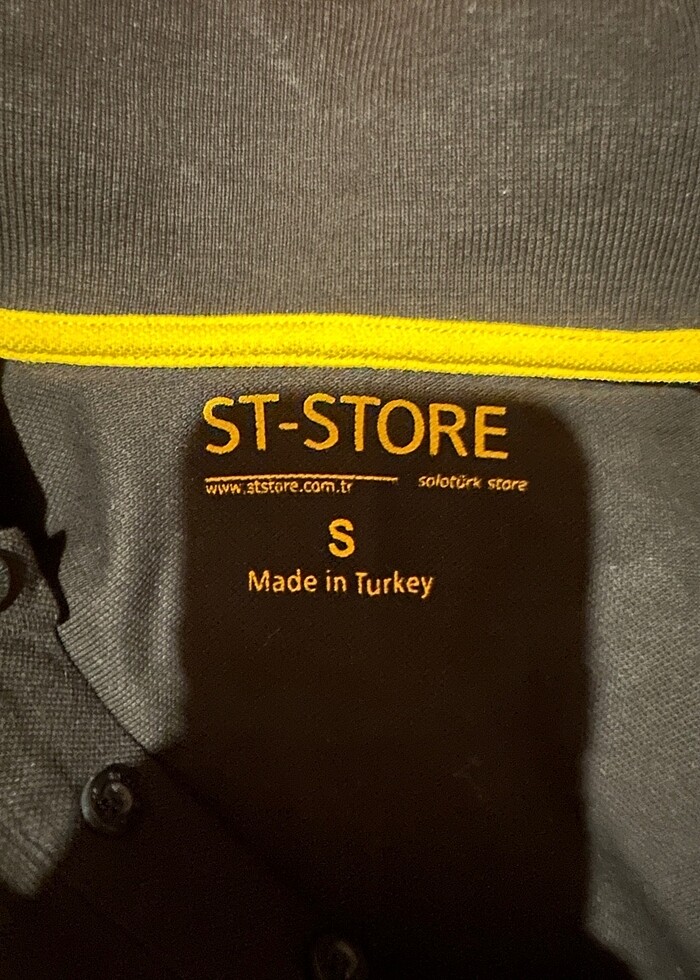 ST-STORE
www.ststore.com.tr solotürk store
S
Made in Turkey